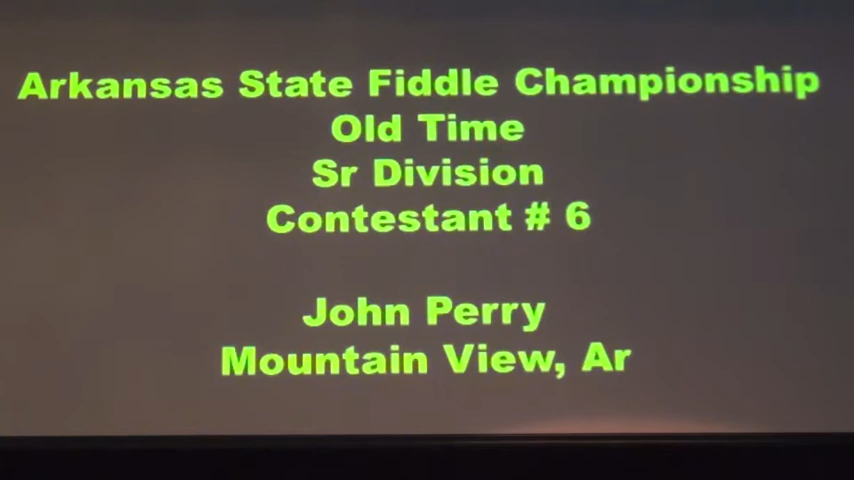 Arkansas State Fiddle Championship
Old Time
Sr Division
Contestant # 6
John Perry
Mountain View, Ar